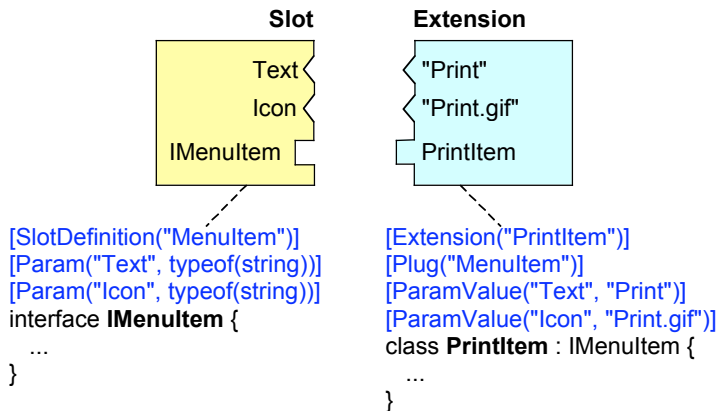 Slot
Extension
Text
"Print"
Icon
"Print.gif"
IMenuItem
PrintItem
[SlotDefinition("MenuItem")]
[Param("Text", typeof(string))]
[Param("Icon", typeof(string))]
interface IMenuItem {
...
}
[Extension("PrintItem")]
[Plug("MenuItem")]
[ParamValue("Text", "Print")]
[ParamValue("Icon", "Print.gif")]
class PrintItem : IMenuItem {
...
}